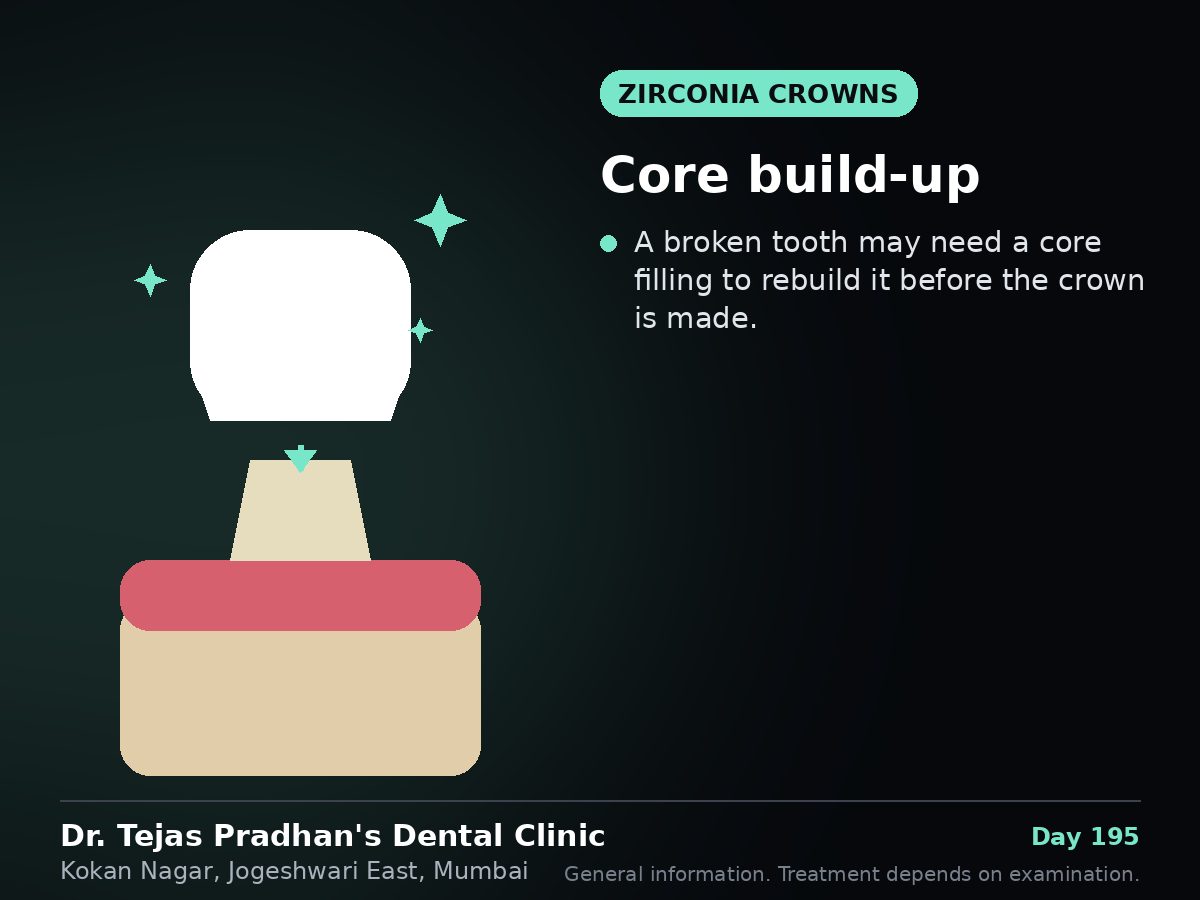 ZIRCONIA CROWNS
Core build-up
A broken tooth may need a core
filling to rebuild it before the crown
is made.
Dr. Tejas Pradhan's Dental Clinic
Day 195
Kokan Nagar, Jogeshwari East, Mumbai
General information. Treatment depends on examination.